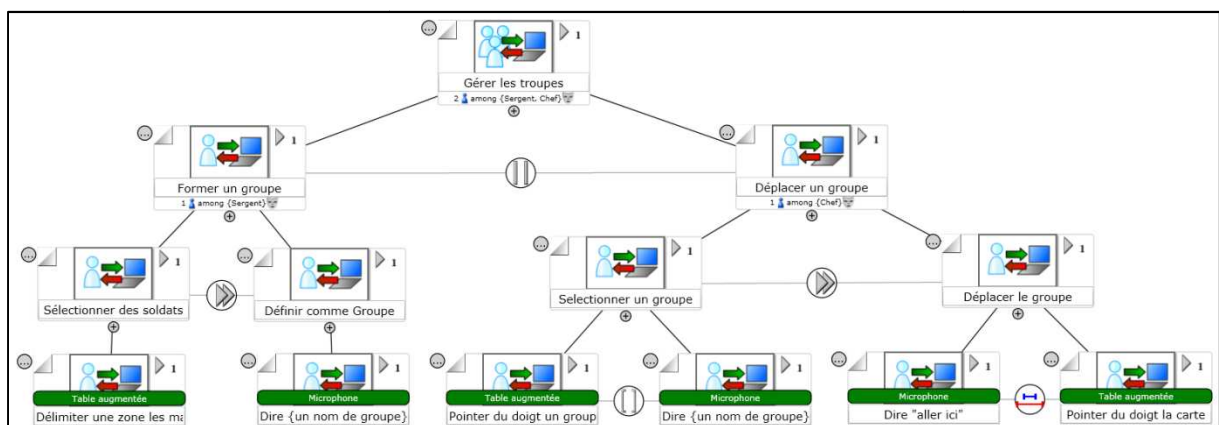 1
Gérer les troupes
2 among {Sergent, Chef}
1
Former un groupe
1 among {Sergent}
1
Déplacer un groupe
1 among {Chef}
1
Sélectionner des soldats
1
Définir comme Groupe
1
Selectionner un groupe
1
Déplacer le groupe
1
Table augmentée
Délimiter une zone les ma
1
Microphone
Dire {un nom de groupe}
1
Table augmentée
Pointer du doigt un group
1
Microphone
Dire {un nom de groupe}
1
Microphone
Dire "aller ici"
1
Table augmentée
Pointer du doigt la carte